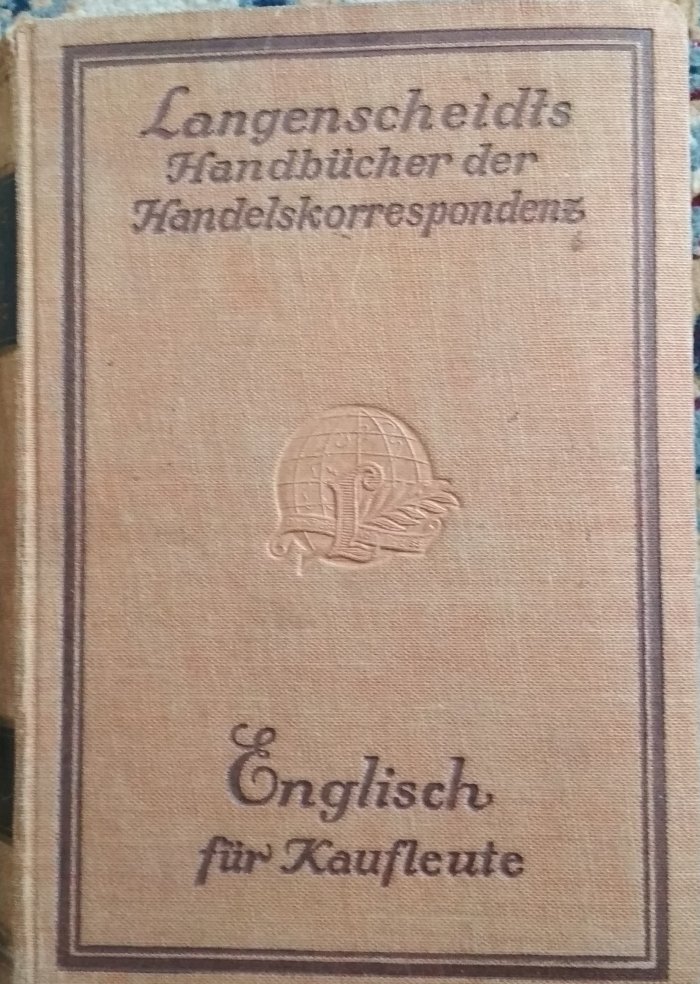 Langenscheidts
Handbücher der
Handelskorrespondenz
Englisch
für Kaufleute